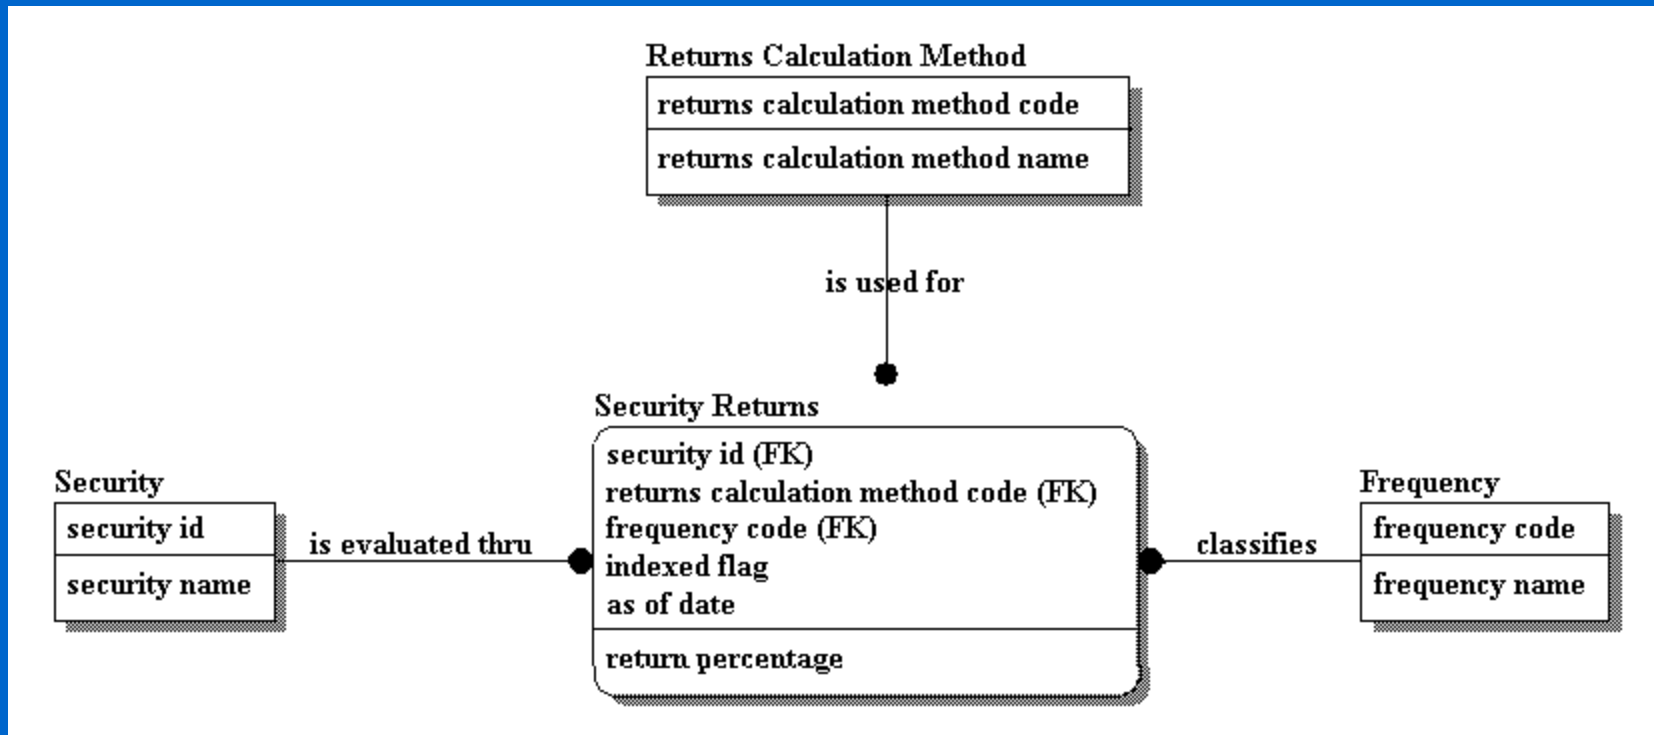 Returns Calculation Method
returns calculation method code
returns calculation method name
is used for
Security Returns
security id (FK)
returns calculation method code (FK)
frequency code (FK)
indexed flag
as of date
return percentage
Security
security id
security name
is evaluated thru
classifies
Frequency
frequency code
frequency name